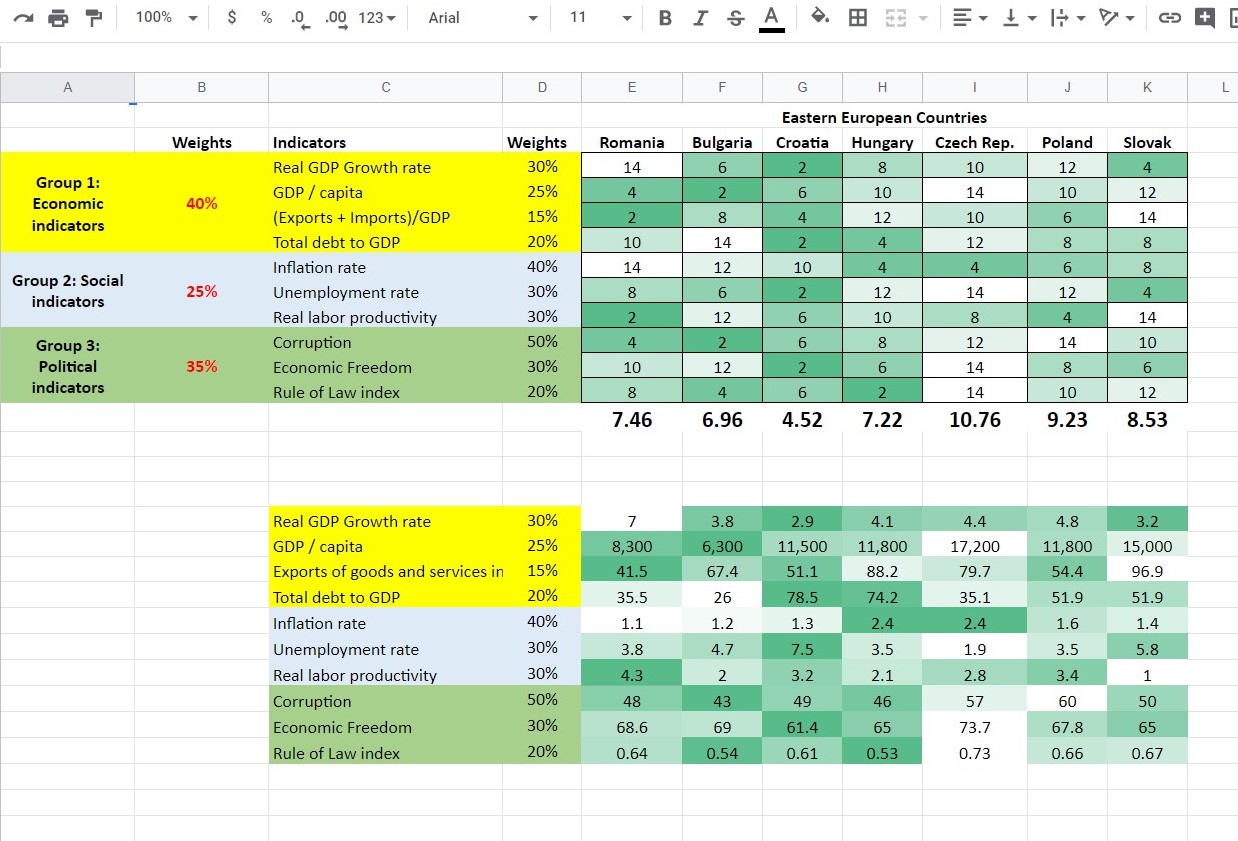 100% $ % .0 .00 123 Arial 11 B I S A
A B C D E F G H I J K L
Eastern European Countries
Weights Indicators Weights Romania Bulgaria Croatia Hungary Czech Rep. Poland Slovak
Group 1: Economic indicators 40% Real GDP Growth rate 30% 14 6 2 8 10 12 4
GDP / capita 25% 4 2 6 10 14 10 12
(Exports + Imports)/GDP 15% 2 8 4 12 10 6 14
Total debt to GDP 20% 10 14 2 4 12 8 8
Group 2: Social indicators 25% Inflation rate 40% 14 12 10 4 4 6 8
Unemployment rate 30% 8 6 2 12 14 12 4
Real labor productivity 30% 2 12 6 10 8 4 14
Group 3: Political indicators 35% Corruption 50% 4 2 6 8 12 14 10
Economic Freedom 30% 10 12 2 6 14 8 6
Rule of Law index 20% 8 4 6 2 14 10 12
7.46 6.96 4.52 7.22 10.76 9.23 8.53
Real GDP Growth rate 30% 7 3.8 2.9 4.1 4.4 4.8 3.2
GDP / capita 25% 8,300 6,300 11,500 11,800 17,200 11,800 15,000
Exports of goods and services in 15% 41.5 67.4 51.1 88.2 79.7 54.4 96.9
Total debt to GDP 20% 35.5 26 78.5 74.2 35.1 51.9 51.9
Inflation rate 40% 1.1 1.2 1.3 2.4 2.4 1.6 1.4
Unemployment rate 30% 3.8 4.7 7.5 3.5 1.9 3.5 5.8
Real labor productivity 30% 4.3 2 3.2 2.1 2.8 3.4 1
Corruption 50% 48 43 49 46 57 60 50
Economic Freedom 30% 68.6 69 61.4 65 73.7 67.8 65
Rule of Law index 20% 0.64 0.54 0.61 0.53 0.73 0.66 0.67